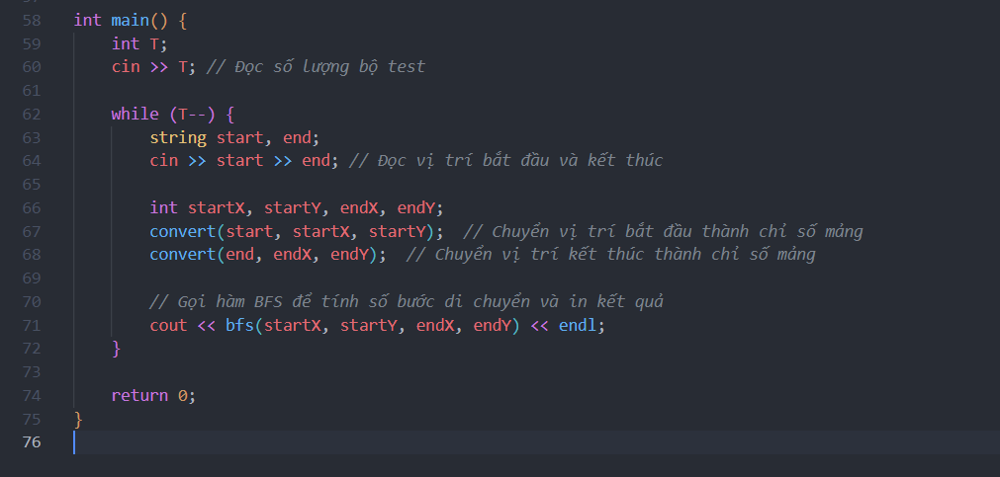 58 int main() {
59 int T;
60 cin >> T; // Đọc số lượng bộ test
61
62 while (T--) {
63 string start, end;
64 cin >> start >> end; // Đọc vị trí bắt đầu và kết thúc
65
66 int startX, startY, endX, endY;
67 convert(start, startX, startY);  // Chuyển vị trí bắt đầu thành chỉ số mảng
68 convert(end, endX, endY);  // Chuyển vị trí kết thúc thành chỉ số mảng
69
70 // Gọi hàm BFS để tính số bước di chuyển và in kết quả
71 cout << bfs(startX, startY, endX, endY) << endl;
72 }
73
74 return 0;
75 }
76